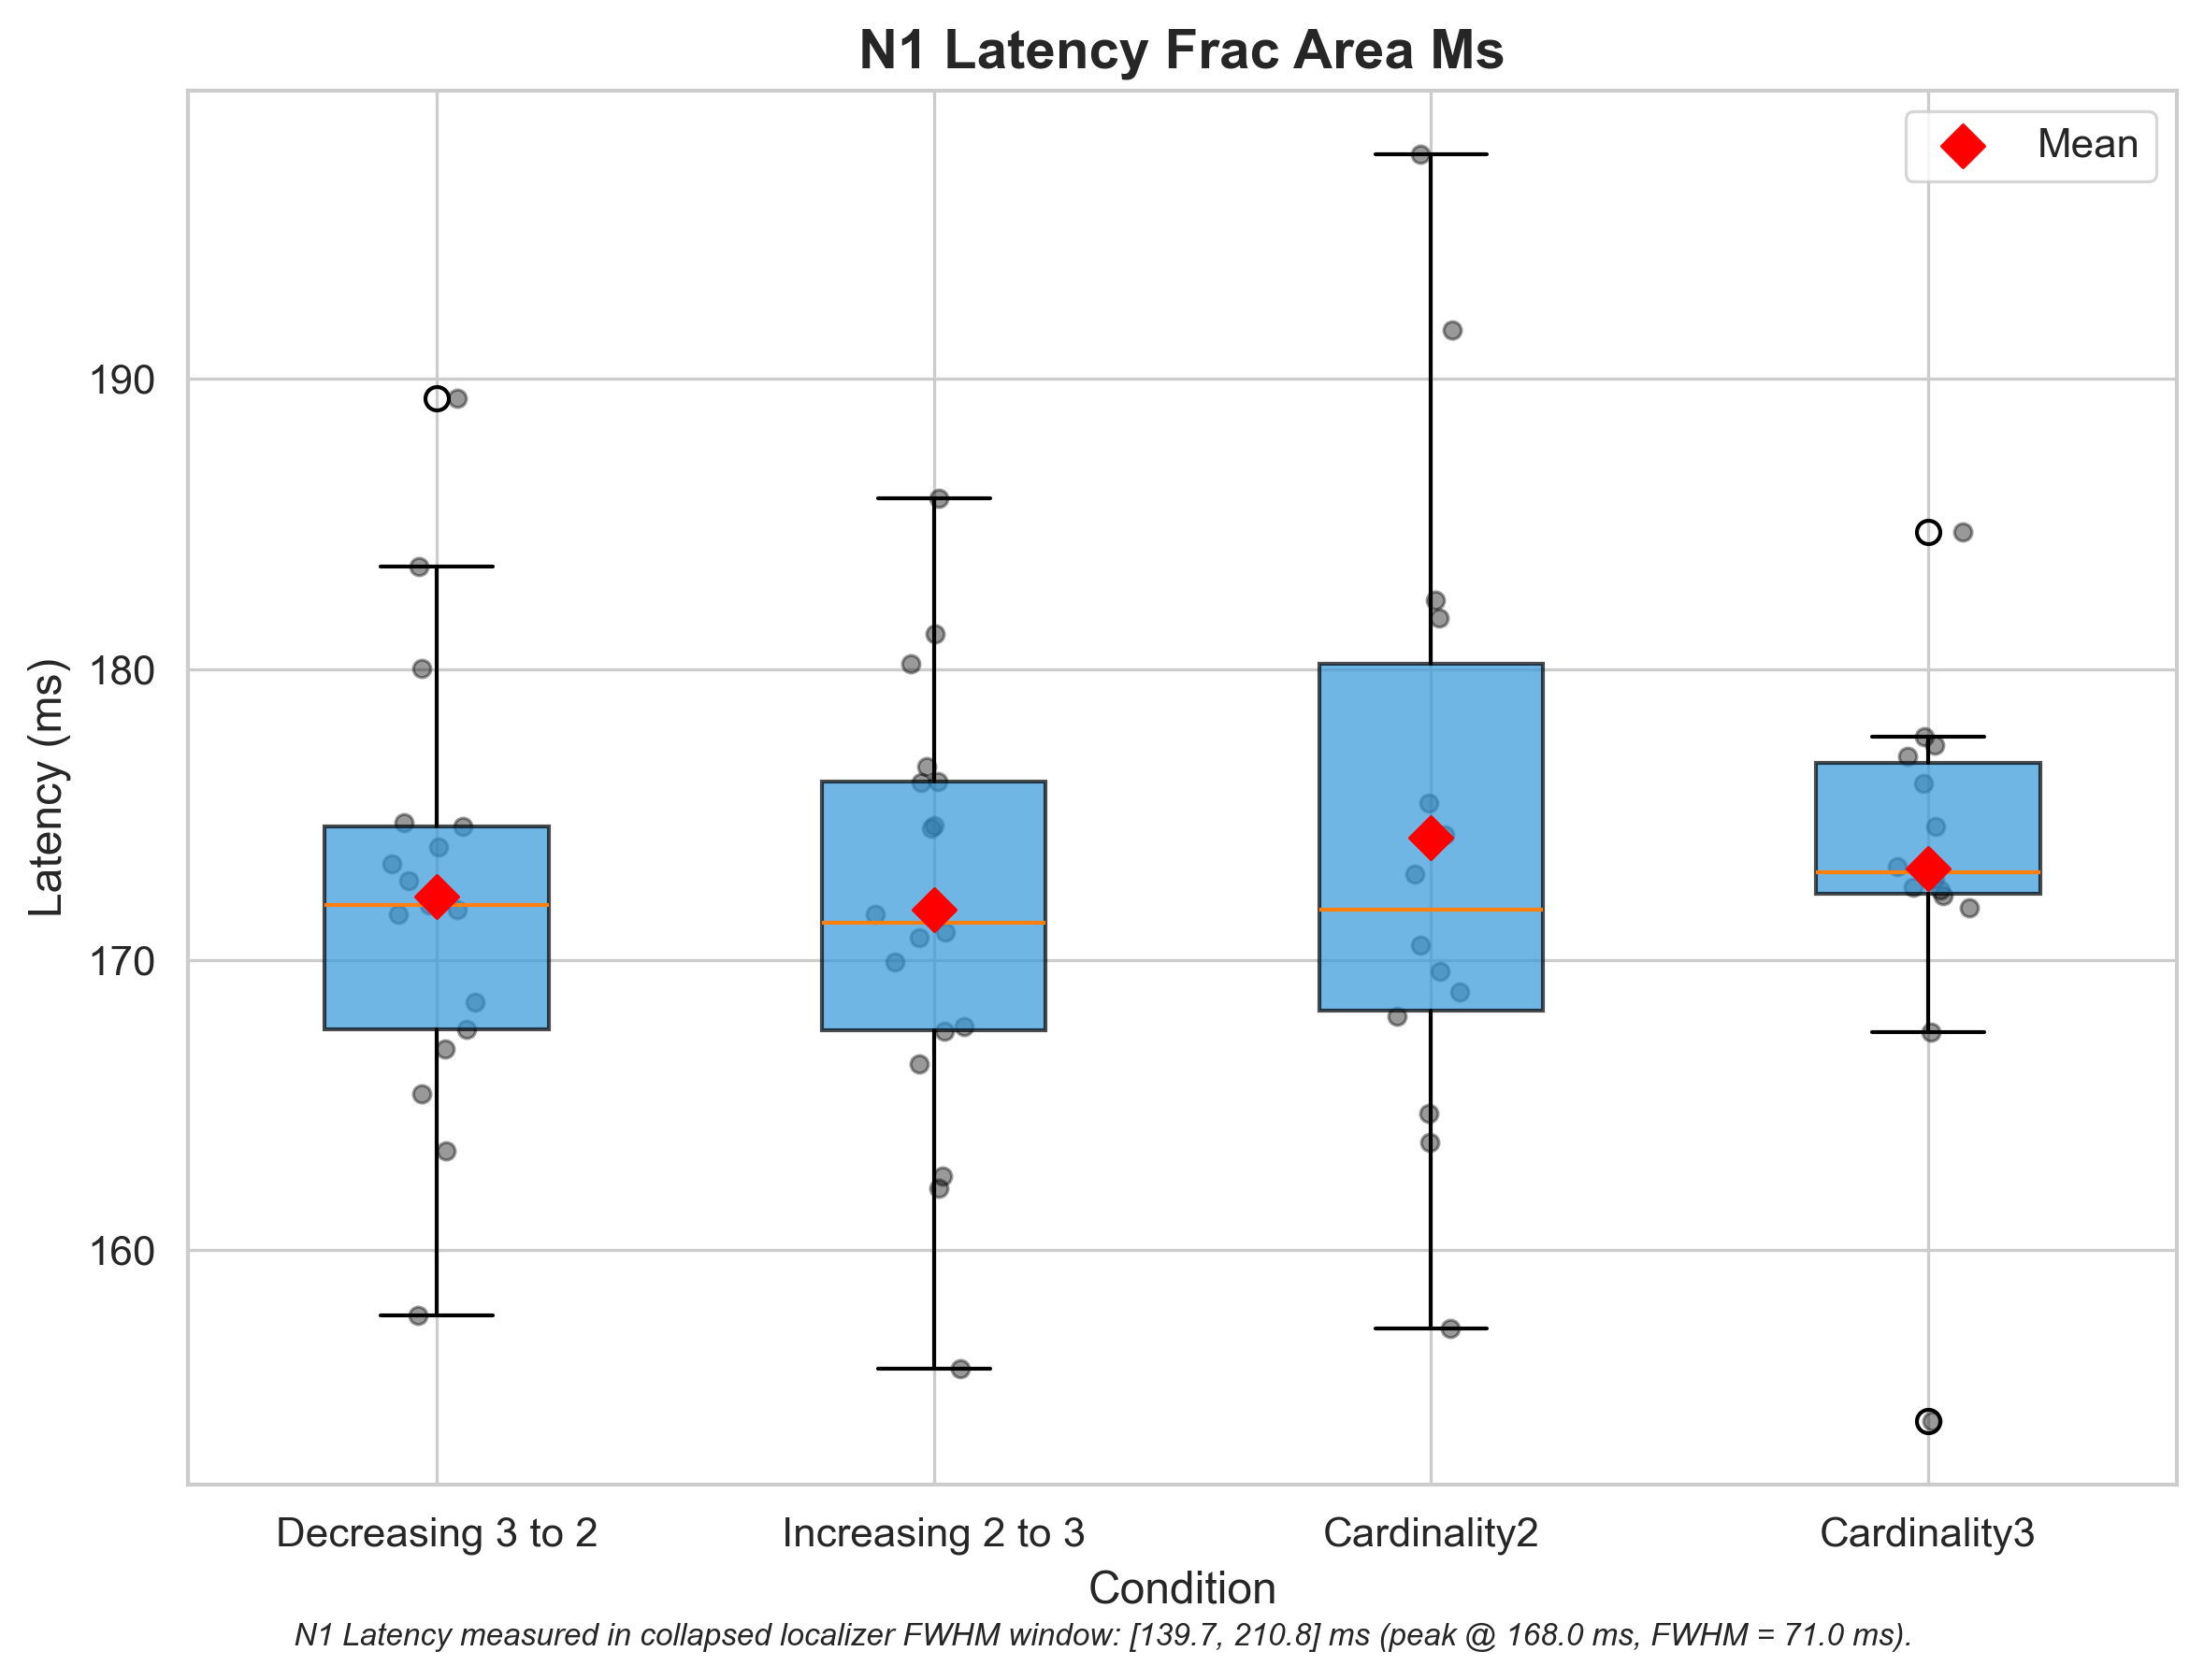 N1 Latency Frac Area Ms
Mean
Latency (ms)
190
180
170
160
Decreasing 3 to 2
Increasing 2 to 3
Cardinality2
Cardinality3
Condition
N1 Latency measured in collapsed localizer FWHM window: [139.7, 210.8] ms (peak @ 168.0 ms, FWHM = 71.0 ms).